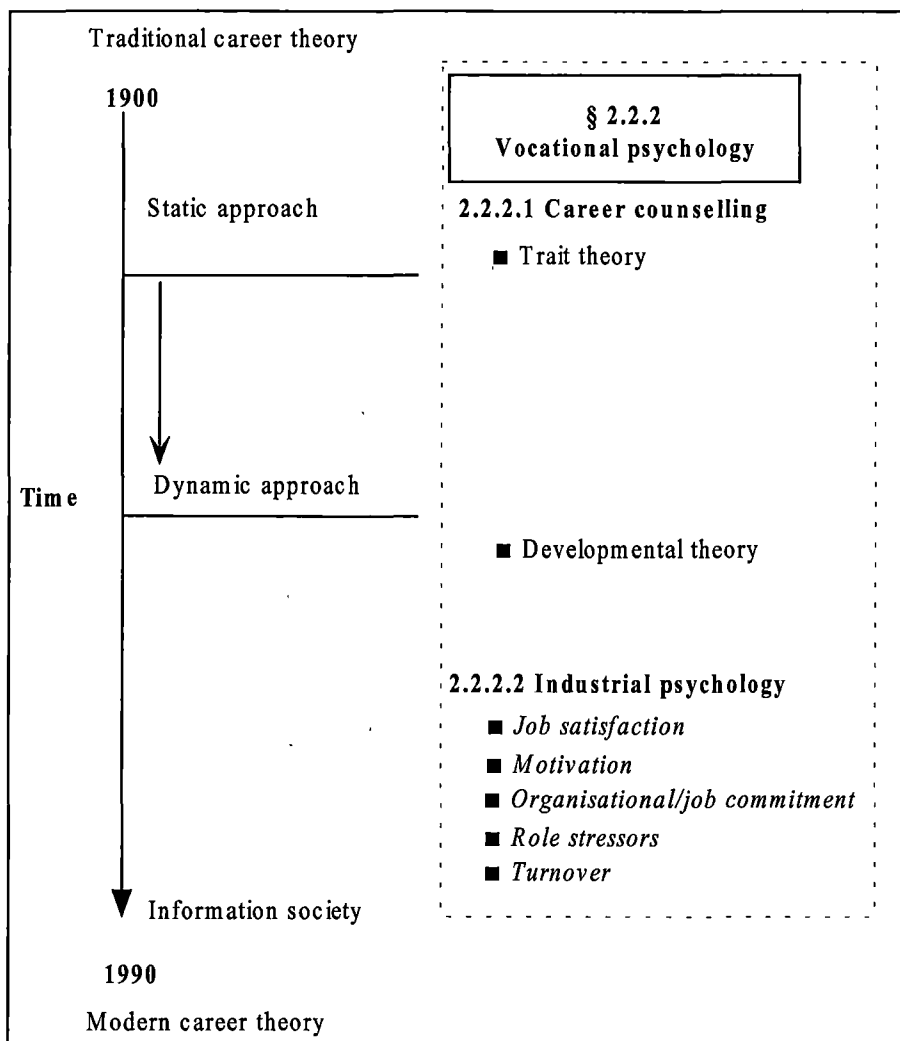 Traditional career theory
1900
§ 2.2.2
Vocational psychology
Static approach
2.2.2.1 Career counselling
■ Trait theory
Dynamic approach
Time
■ Developmental theory
2.2.2.2 Industrial psychology
■ Job satisfaction
■ Motivation
■ Organisational/job commitment
■ Role stressors
■ Turnover
Information society
1990
Modern career theory